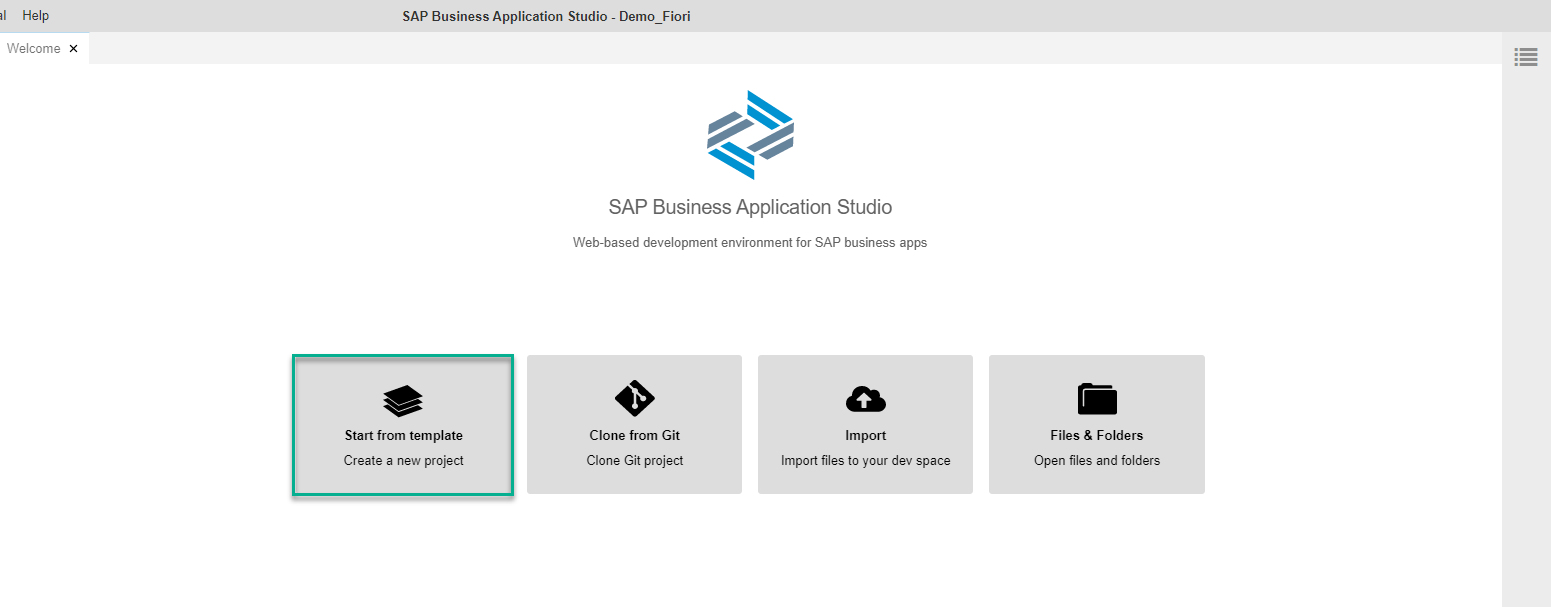 Help
SAP Business Application Studio - Demo_Fiori
Welcome
SAP Business Application Studio
Web-based development environment for SAP business apps
Start from template
Create a new project
Clone from Git
Clone Git project
Import
Import files to your dev space
Files & Folders
Open files and folders